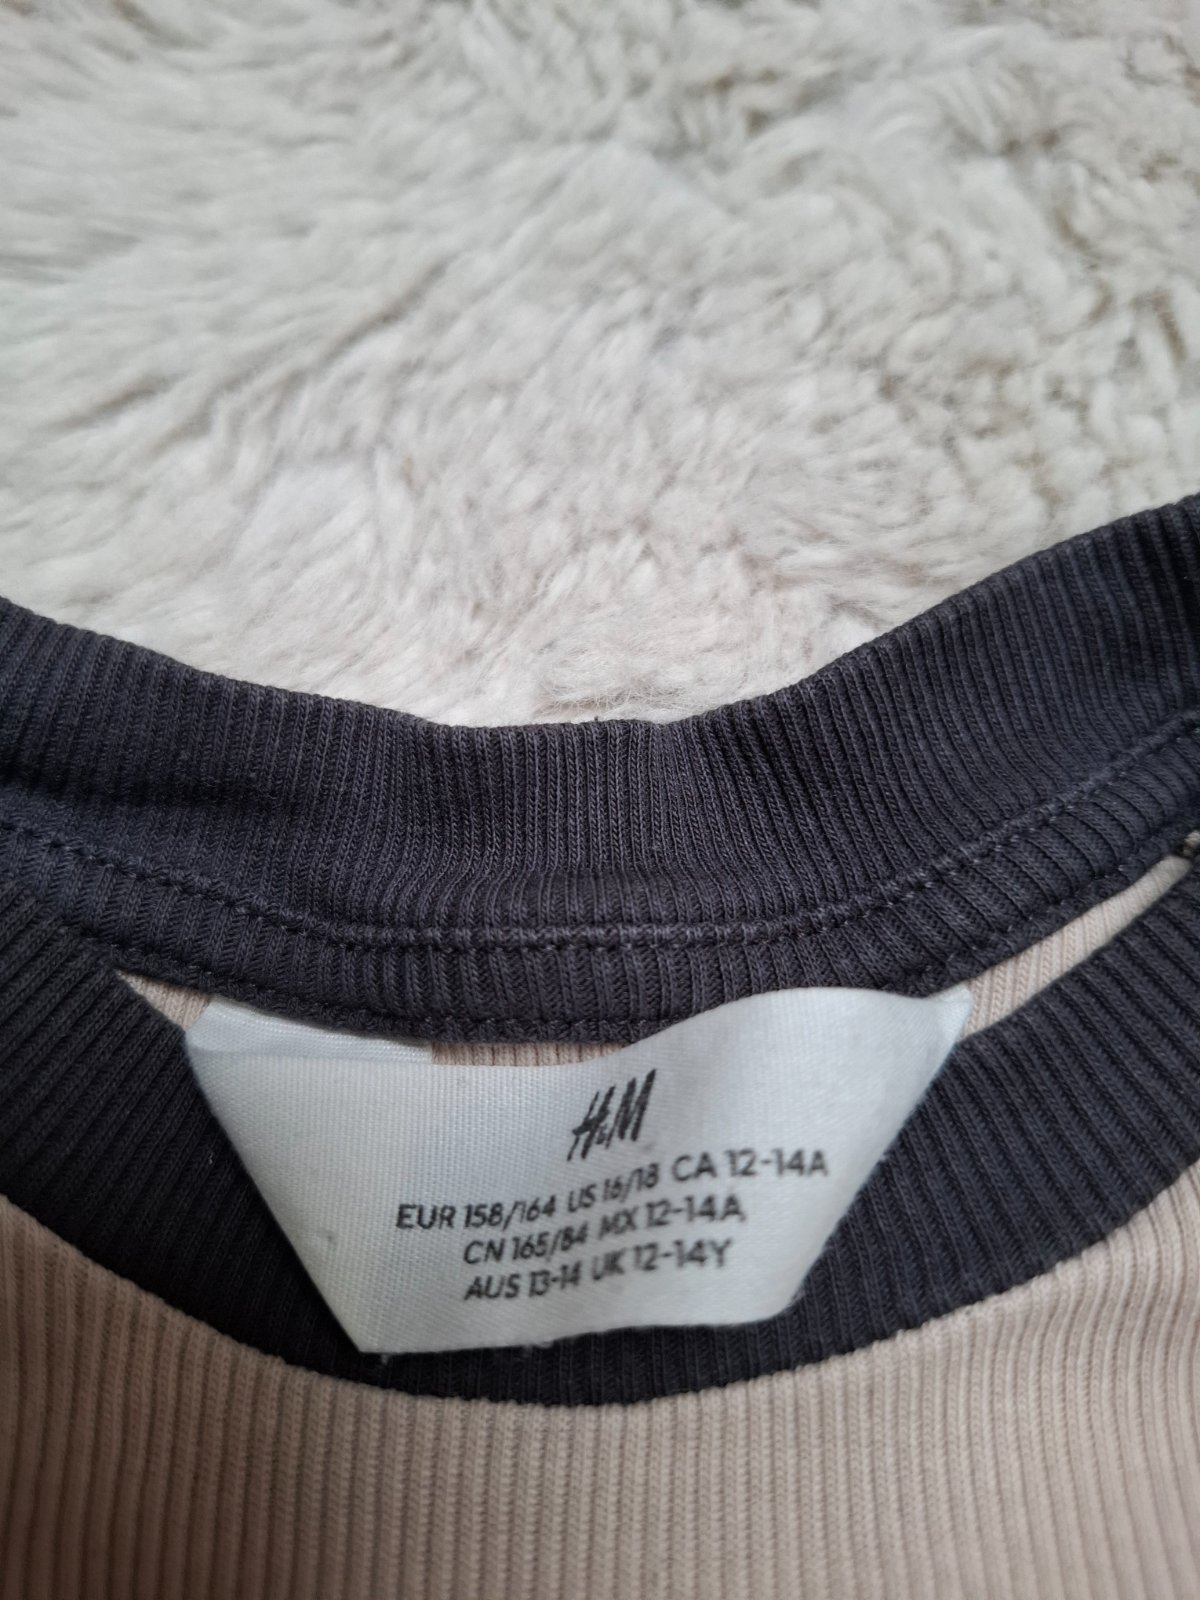 H&M
EUR 158/164 US 16/18 CA 12-14A
CN 165/84 MX 12-14A
AUS 13-14 UK 12-14Y